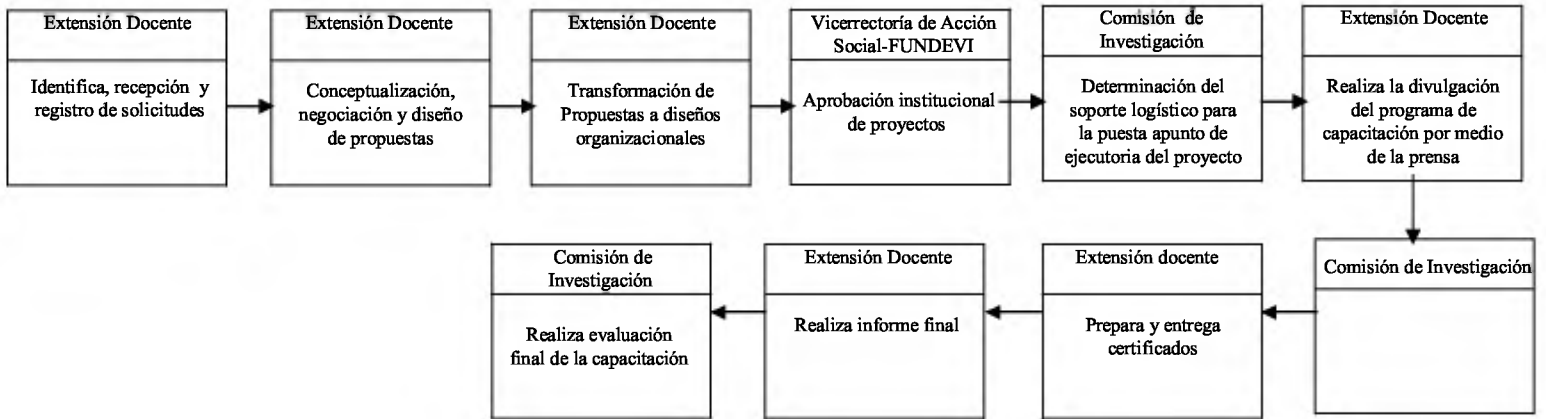 Extensión Docente
Identifica, recepción y
registro de solicitudes
Extensión Docente
Conceptualización,
negociación y diseño
de propuestas
Extensión Docente
Transformación de
Propuestas a diseños
organizacionales
Vicerrectoría de Acción
Social-FUNDEVI
Aprobación institucional
de proyectos
Comisión de
Investigación
Determinación del
soporte logístico para
la puesta apunto de
ejecutoria del proyecto
Extensión Docente
Realiza la divulgación
del programa de
capacitación por medio
de la prensa
Comisión de Investigación
Extensión docente
Prepara y entrega
certificados
Extensión Docente
Realiza informe final
Comisión de
Investigación
Realiza evaluación
final de la capacitación